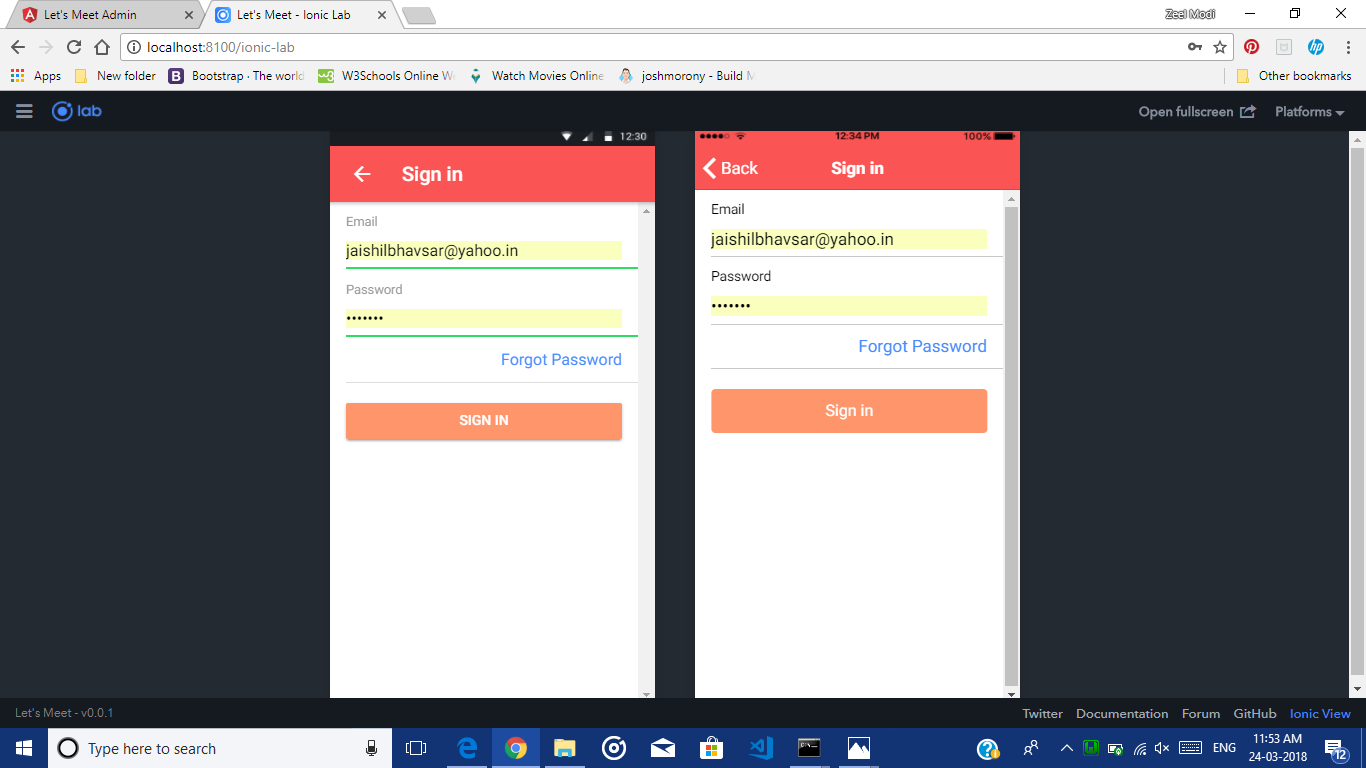 Let's Meet Admin
Let's Meet - Ionic Lab
Zeel Modi
localhost:8100/ionic-lab
Apps
New folder
Bootstrap · The world
W3Schools Online W
Watch Movies Online
joshmorony - Build M
Other bookmarks
lab
Open fullscreen
Platforms
12:30
Sign in
Email
jaishilbhavsar@yahoo.in
Password
•••••••
Forgot Password
SIGN IN
12:34 PM
100%
Back
Sign in
Email
jaishilbhavsar@yahoo.in
Password
•••••••
Forgot Password
Sign in
Let's Meet - v0.0.1
Twitter
Documentation
Forum
GitHub
Ionic View
Type here to search
ENG
11:53 AM
24-03-2018
12